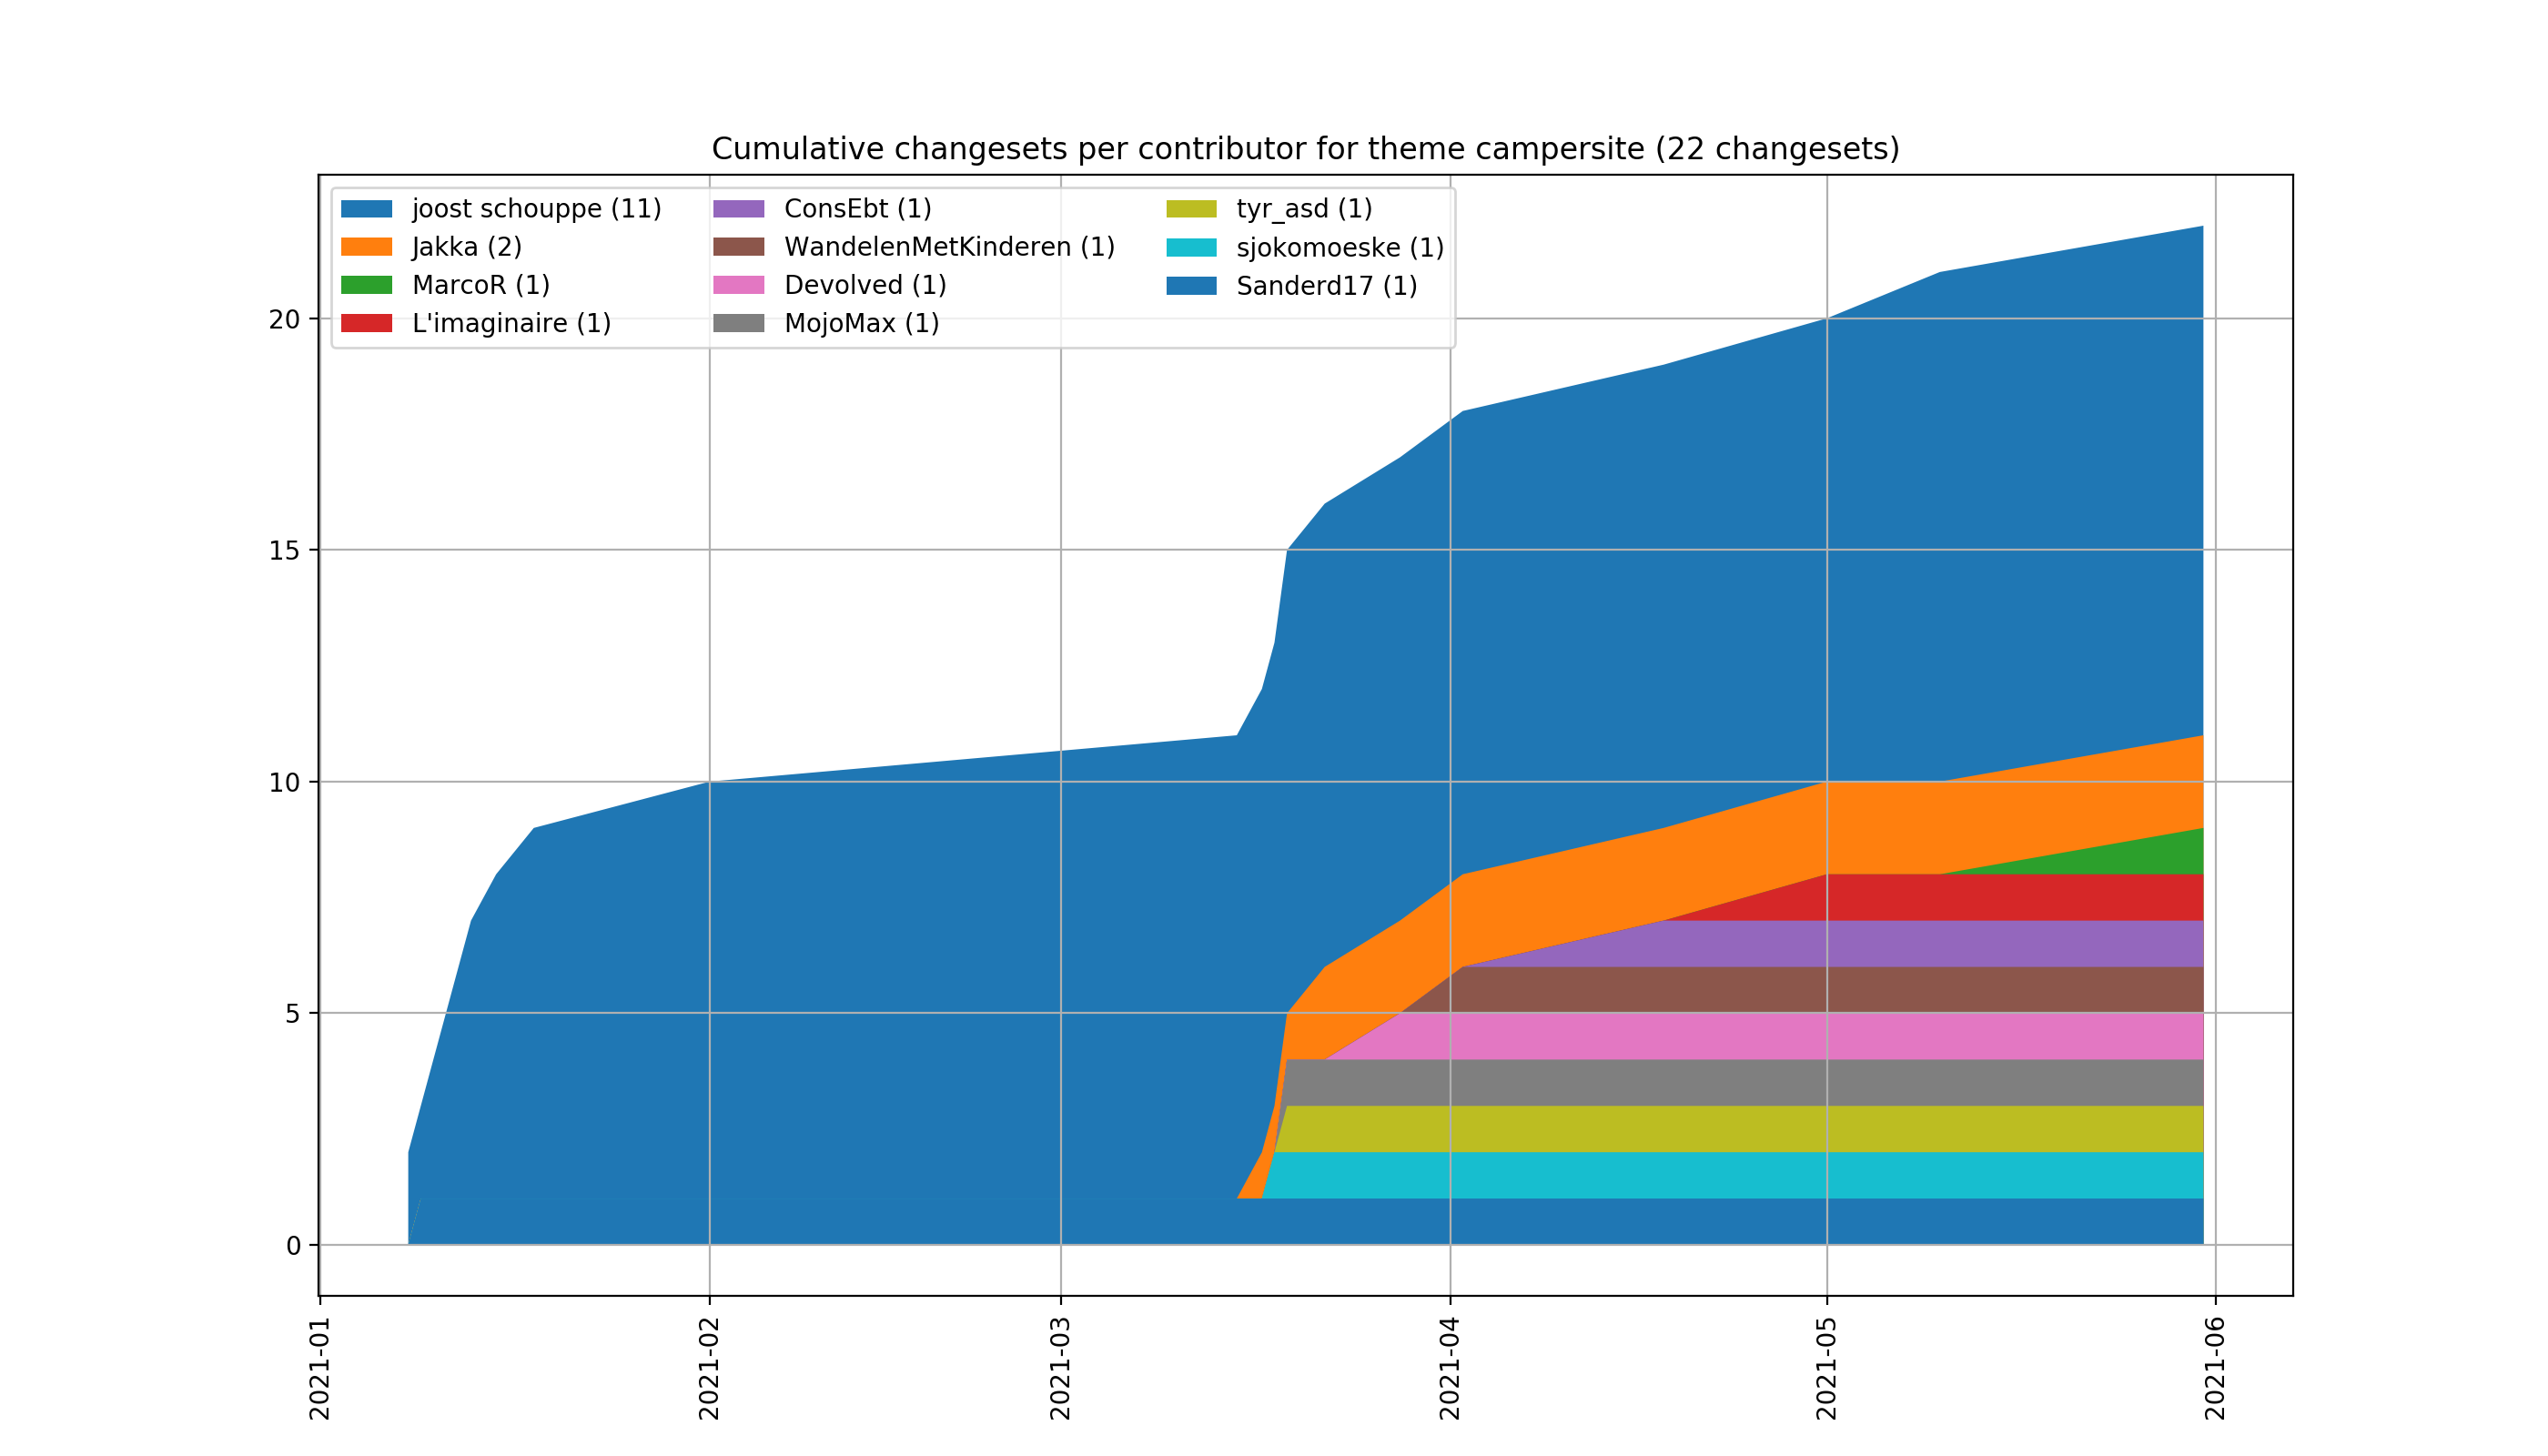 Cumulative changesets per contributor for theme campersite (22 changesets)
joost schouppe (11)
Jakka (2)
MarcoR (1)
L'imaginaire (1)
ConsEbt (1)
WandelenMetKinderen (1)
Devolved (1)
MojoMax (1)
tyr_asd (1)
sjokomoeske (1)
Sanderd17 (1)
20
15
10
5
0
2021-01
2021-02
2021-03
2021-04
2021-05
2021-06